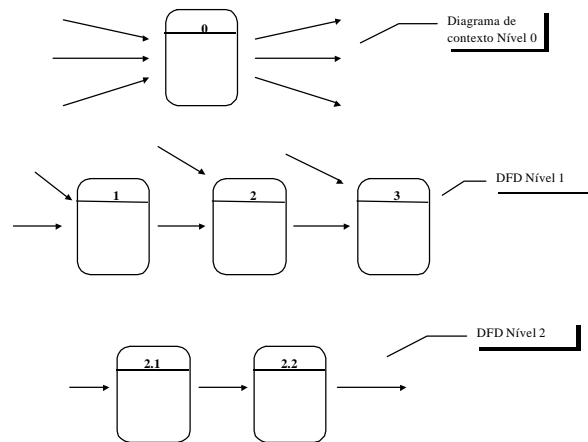 0
Diagrama de
contexto Nível 0
1
2
3
DFD Nível 1
2.1
2.2
DFD Nível 2